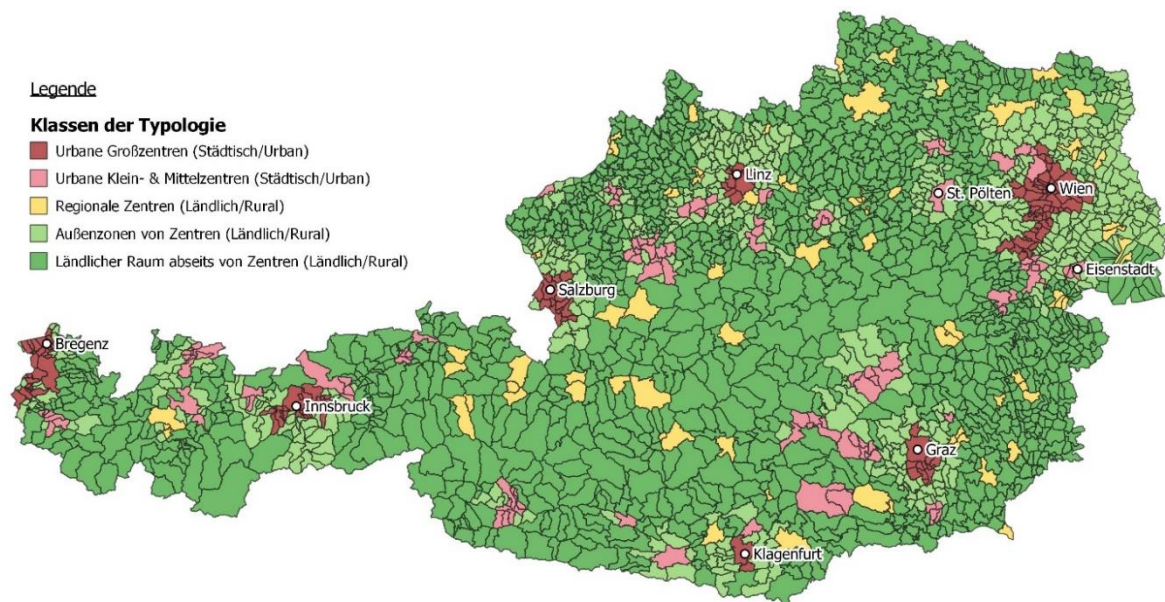 Legende
Klassen der Typologie
Urbane Großzentren (Städtisch/Urban)
Urbane Klein- & Mittelzentren (Städtisch/Urban)
Regionale Zentren (Ländlich/Rural)
Außenzonen von Zentren (Ländlich/Rural)
Ländlicher Raum abseits von Zentren (Ländlich/Rural)
Linz
St. Pölten
Wien
Eisenstadt
Salzburg
Bregenz
Innsbruck
Graz
Klagenfurt